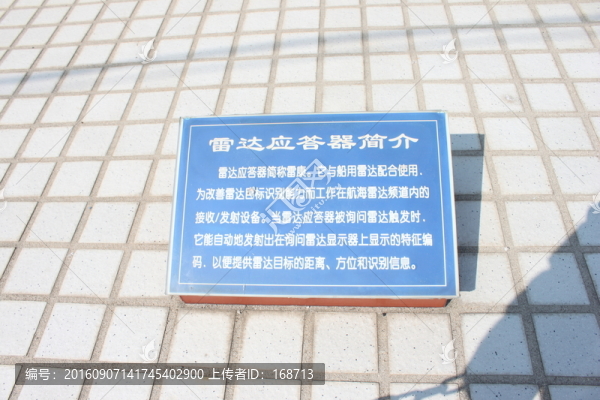 雷达应答器简介
雷达应答器简称雷康。它与船用雷达配合使用，
为改善雷达目标识别能力而工作在航海雷达频道内的
接收/发射设备。当雷达应答器被询问雷达触发时，
它能自动地发射出在询问雷达显示器上显示的特征编
码，以便提供雷达目标的距离、方位和识别信息。
编号：20160907141745402900 上传者ID：168713